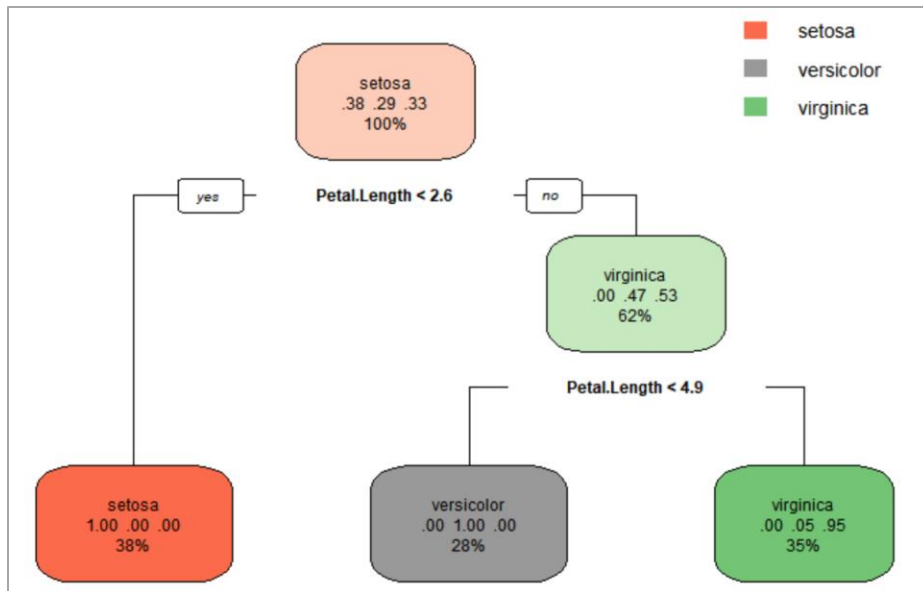 setosa
versicolor
virginica
setosa
.38 .29 .33
100%
yes
Petal.Length < 2.6
no
virginica
.00 .47 .53
62%
Petal.Length < 4.9
setosa
1.00 .00 .00
38%
versicolor
.00 1.00 .00
28%
virginica
.00 .05 .95
35%